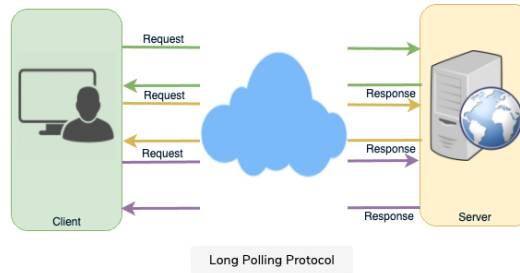 Request
Request
Response
Request
Response
Response
Client
Server
Long Polling Protocol